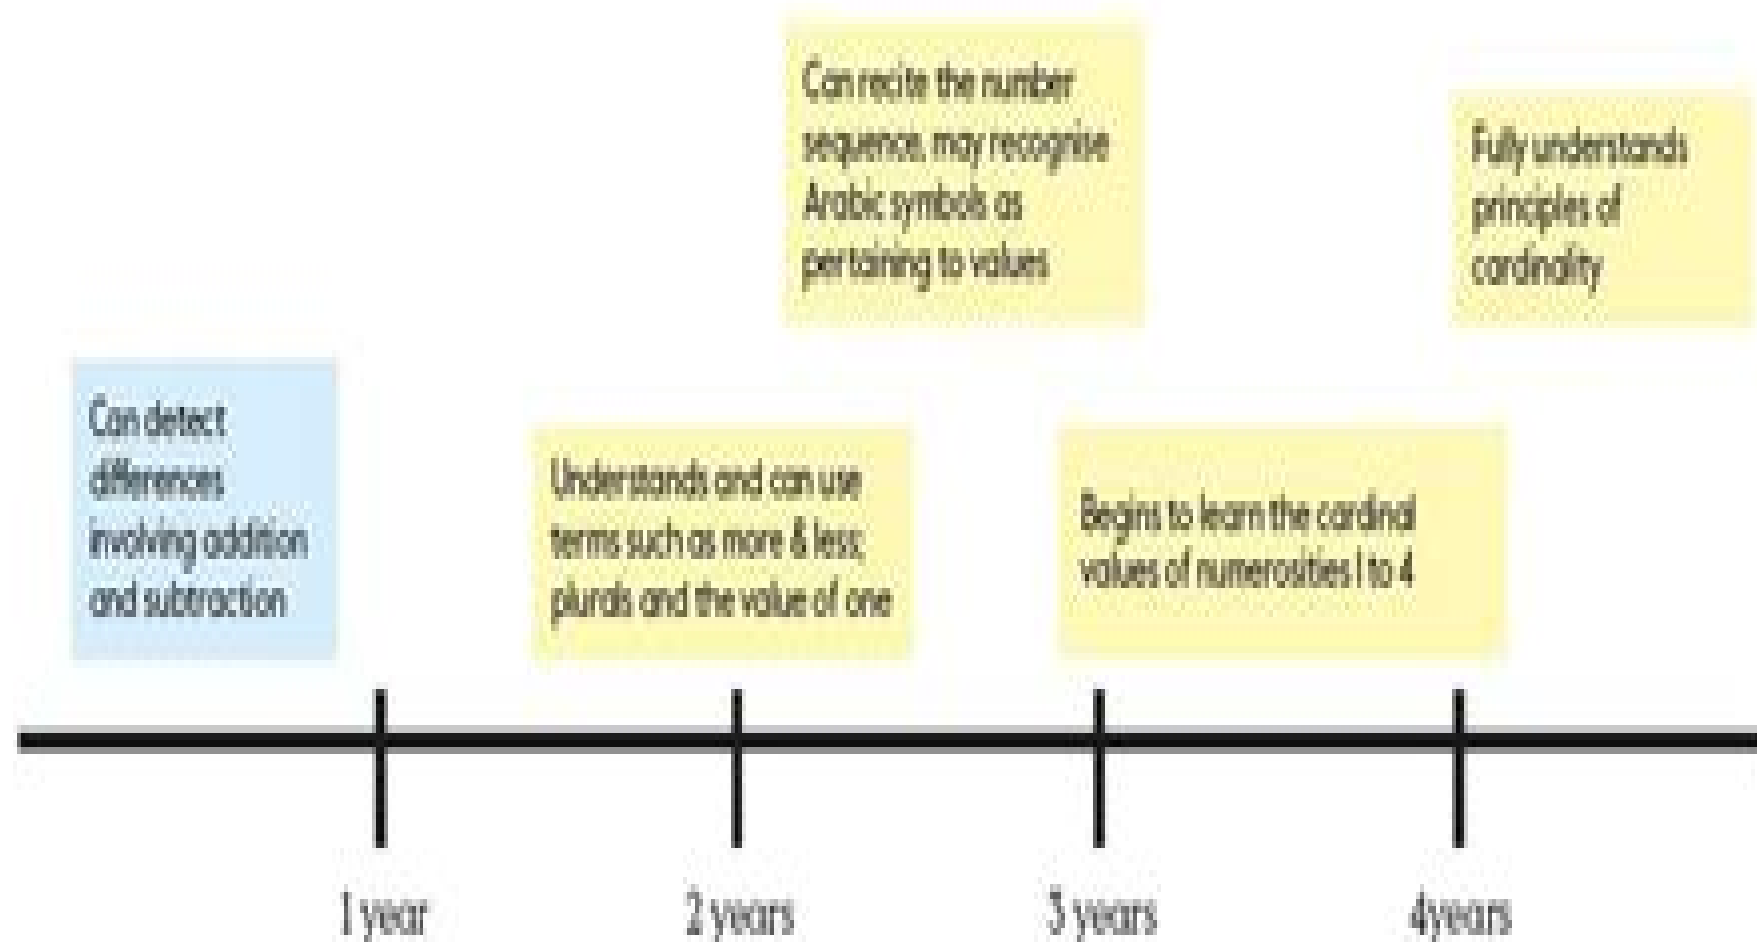 Can recite the number
sequence, may recognise
Arabic symbols as
pertaining to values
Fully understands
principles of
cardinality
Can detect
differences
involving addition
and subtraction
Understands and can use
terms such as more & less;
plurals and the value of one
Begins to learn the cardinal
values of numerosities 1 to 4
1 year
2 years
3 years
4years